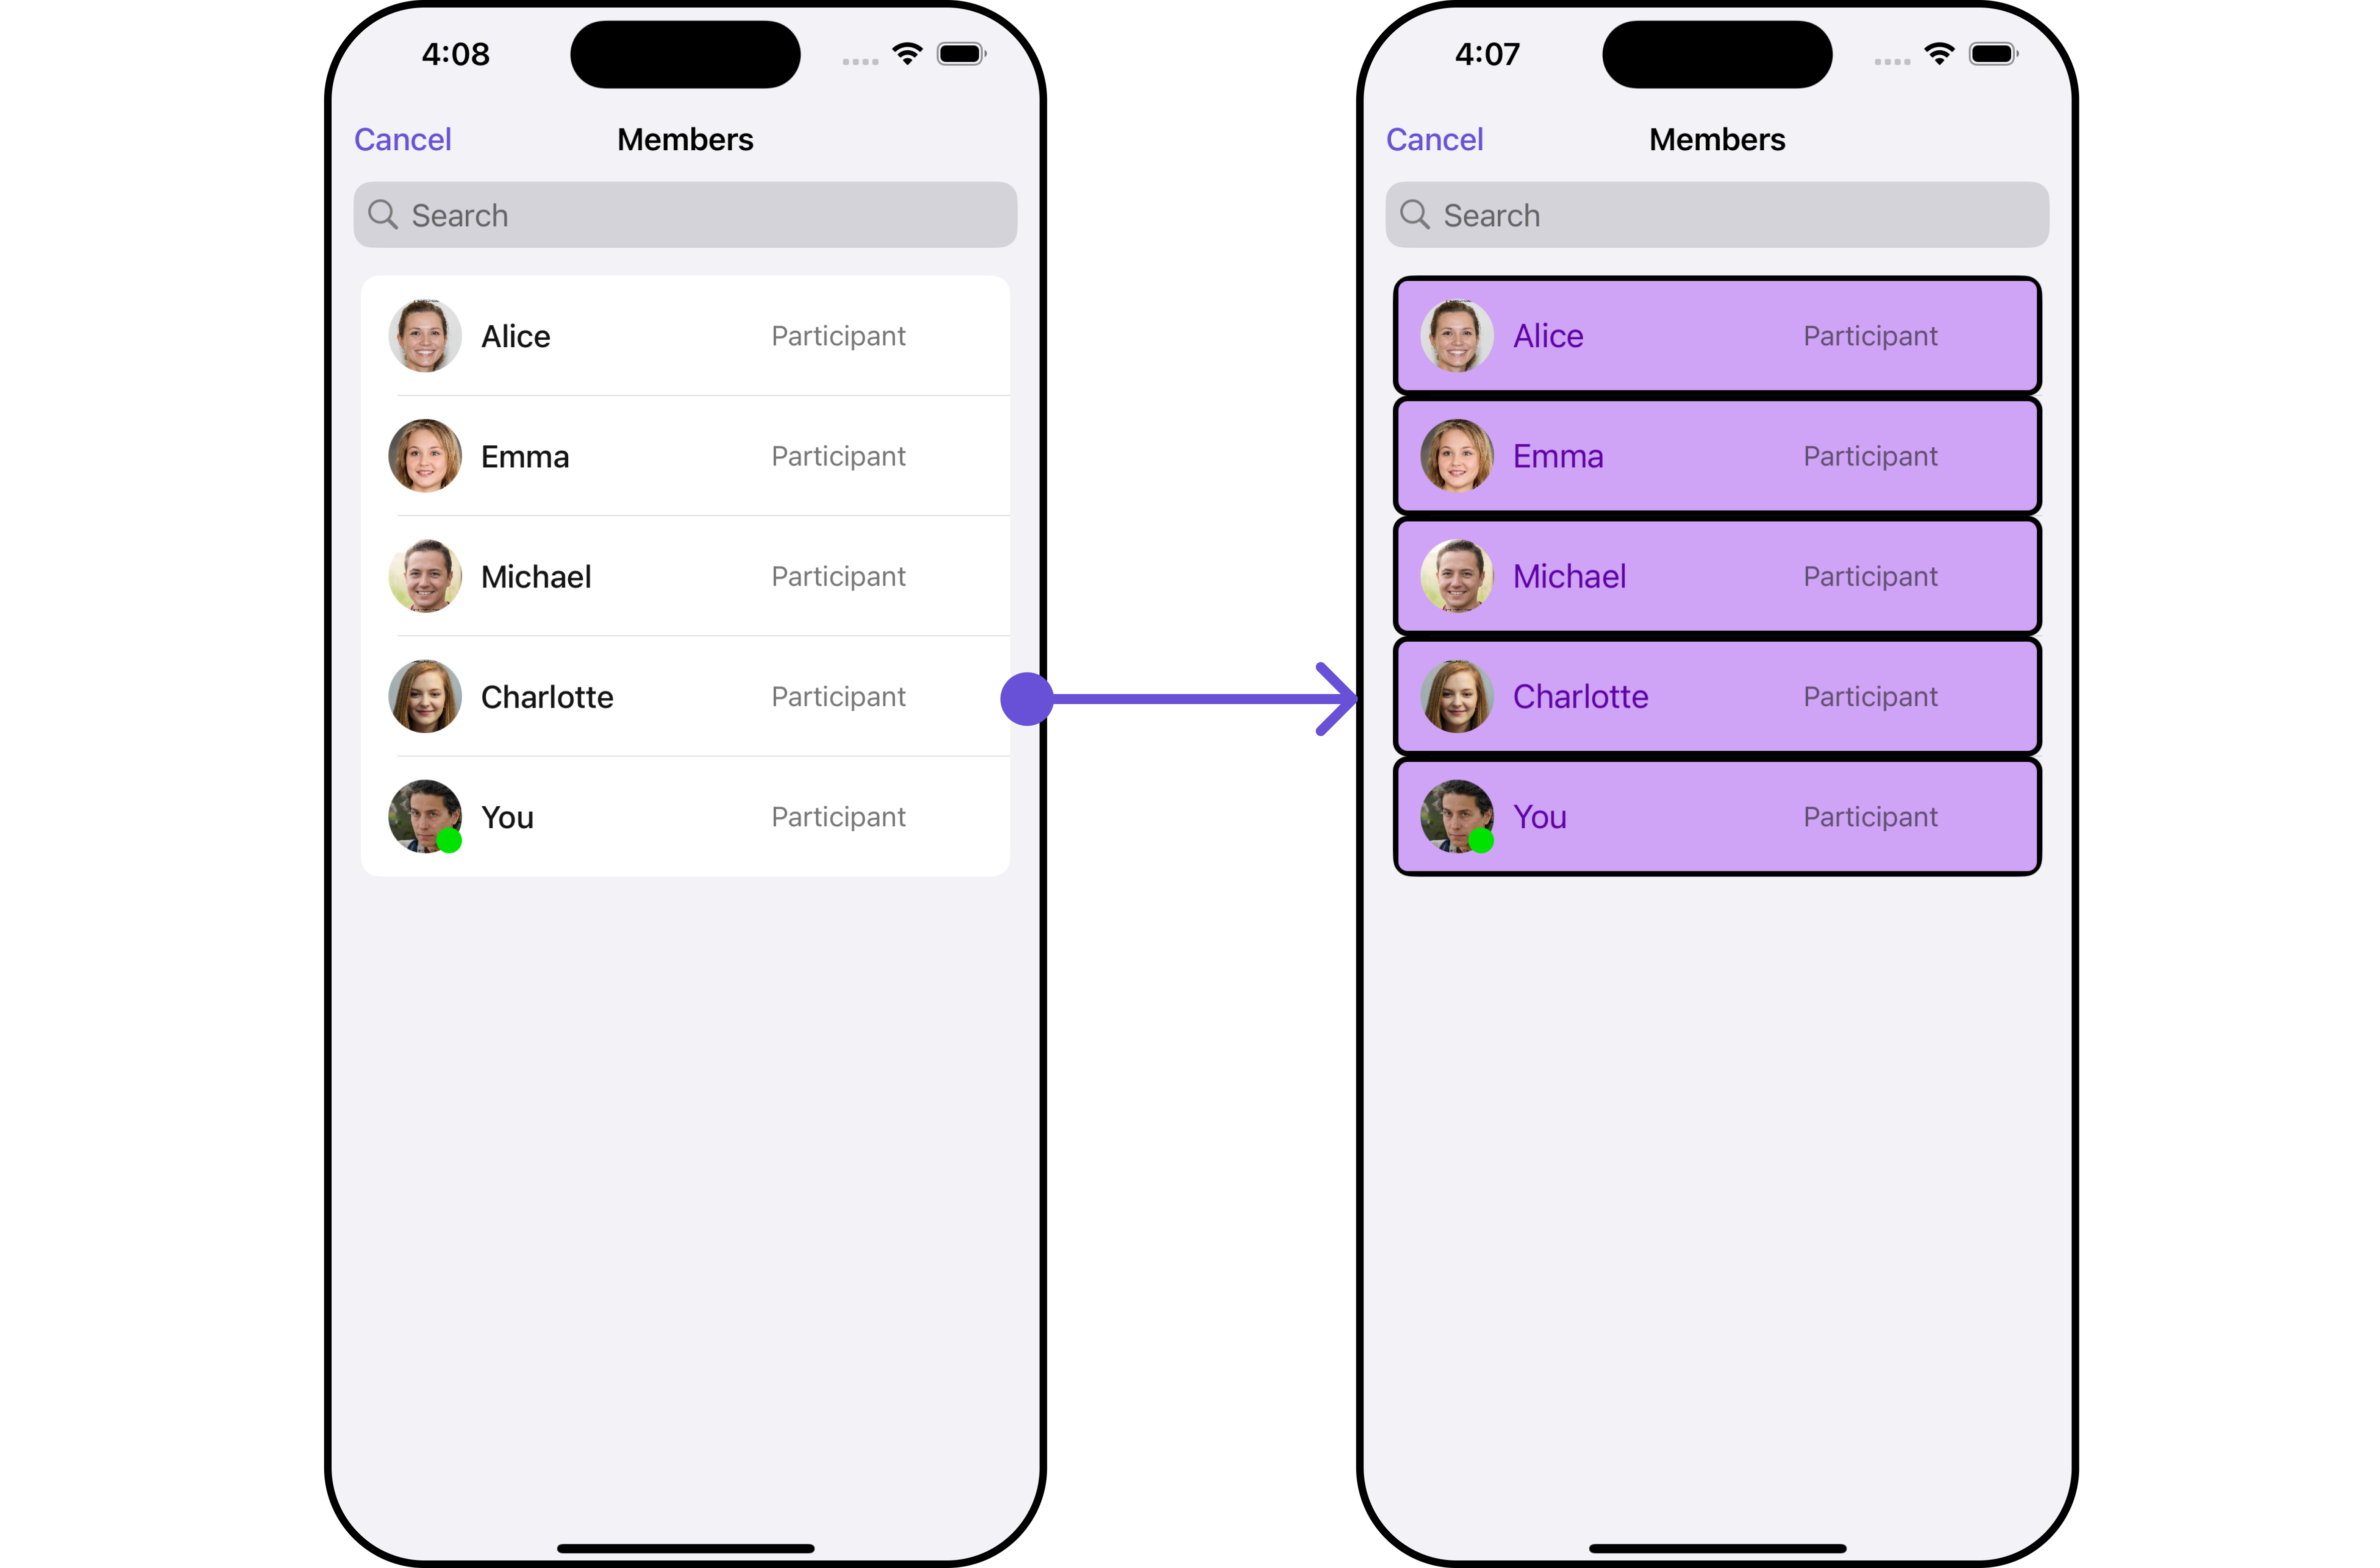 4:08
Cancel
Members
Search
Alice Participant
Emma Participant
Michael Participant
Charlotte Participant
You Participant
4:07
Cancel
Members
Search
Alice Participant
Emma Participant
Michael Participant
Charlotte Participant
You Participant